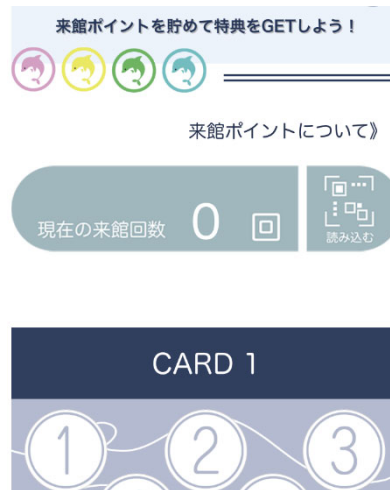 来館ポイントを貯めて特典をGETしよう！
来館ポイントについて》
現在の来館回数 0 回
読み込む
CARD 1
1 2 3